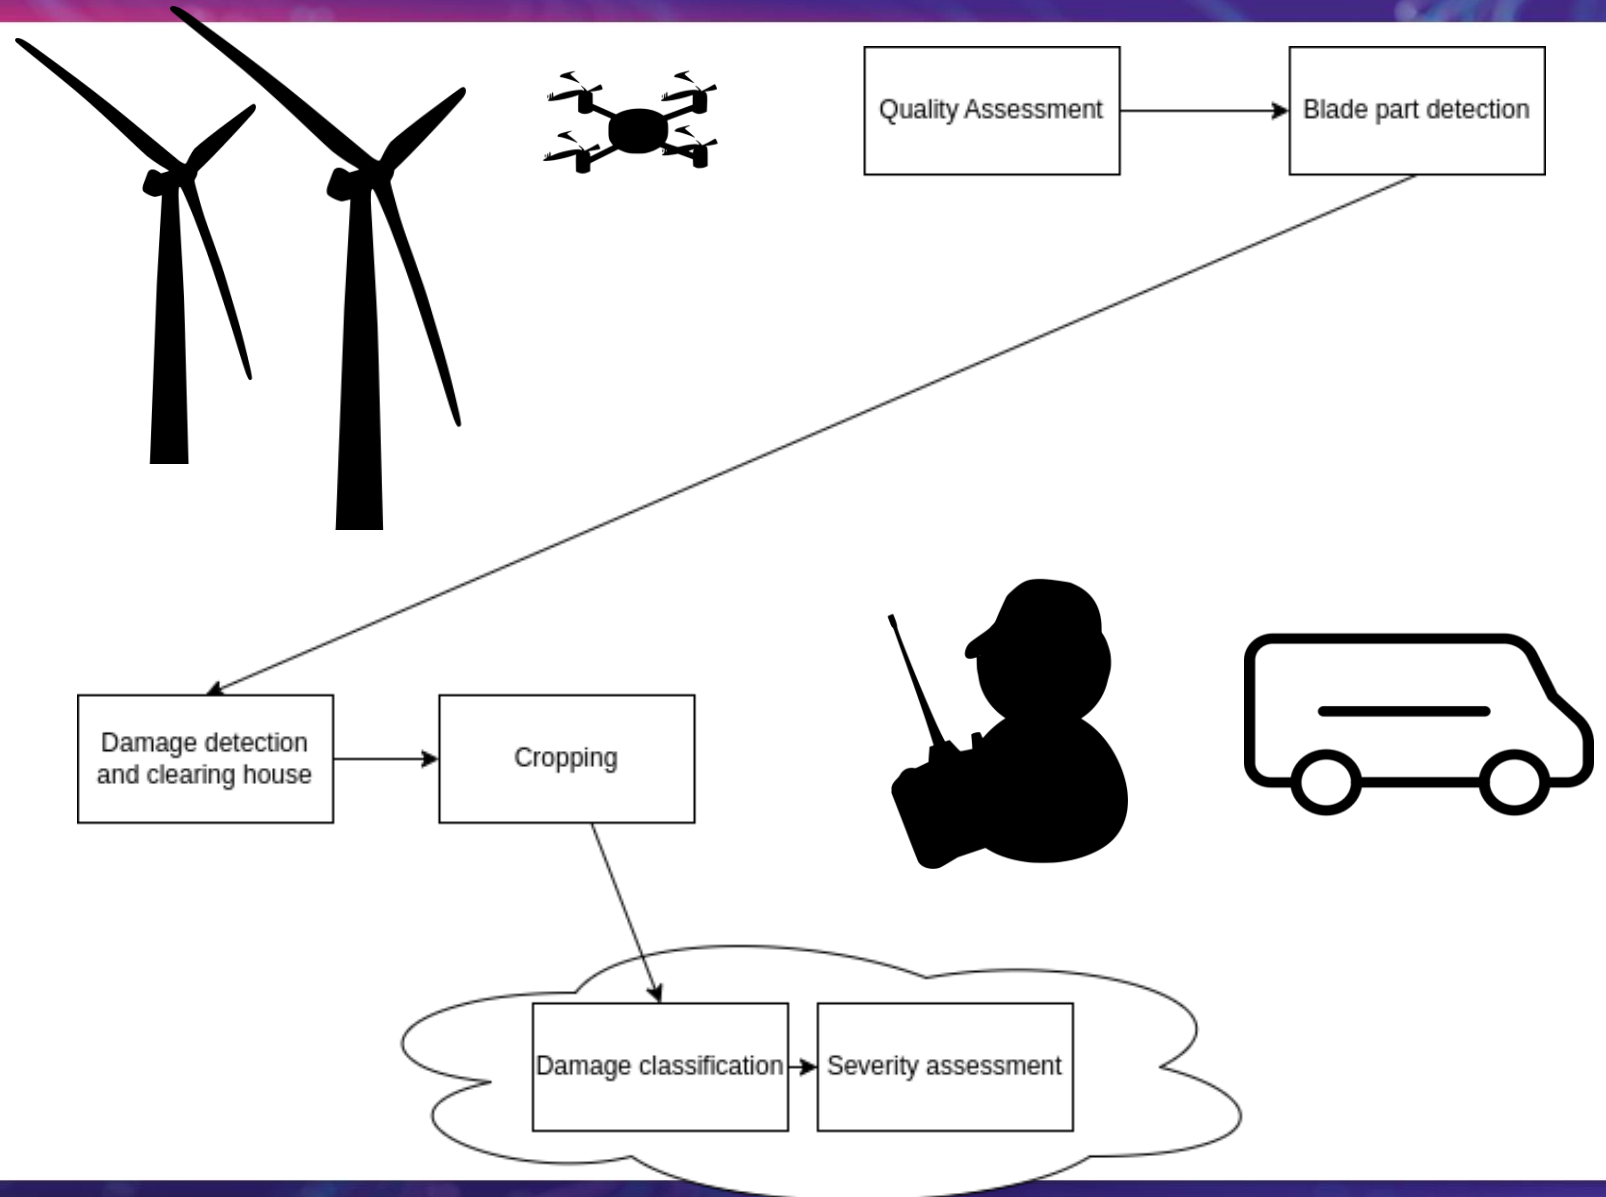 Quality Assessment
Blade part detection
Damage detection
and clearing house
Cropping
Damage classification
Severity assessment